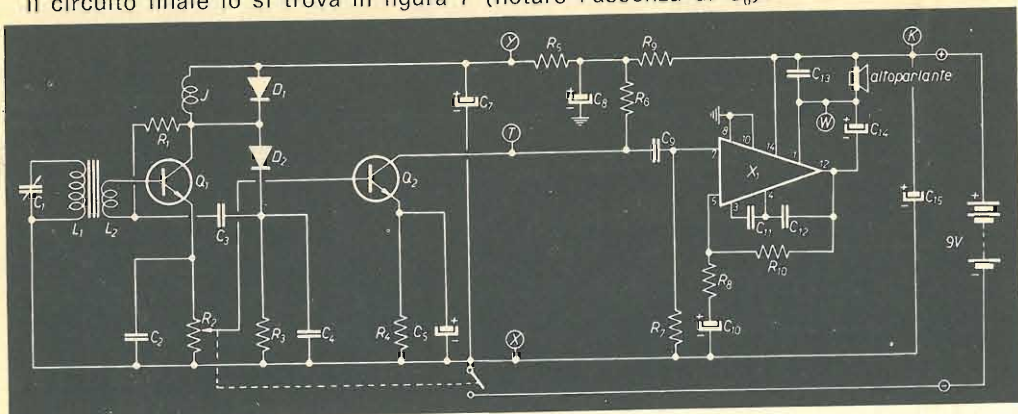 Il circuito finale lo si trova in figura 7 (notare l'assenza di
Y
K
R5
R9
C13
altoparlante
J
D1
C7
C8
R6
W
C14
R1
8
10
14
1
T
C9
D2
7
X1
12
Q1
Q2
C15
C1
L1
L2
C3
5
3
4
C11
C12
9V
R10
R8
C2
R2
R3
C4
R4
C5
R7
C10
X